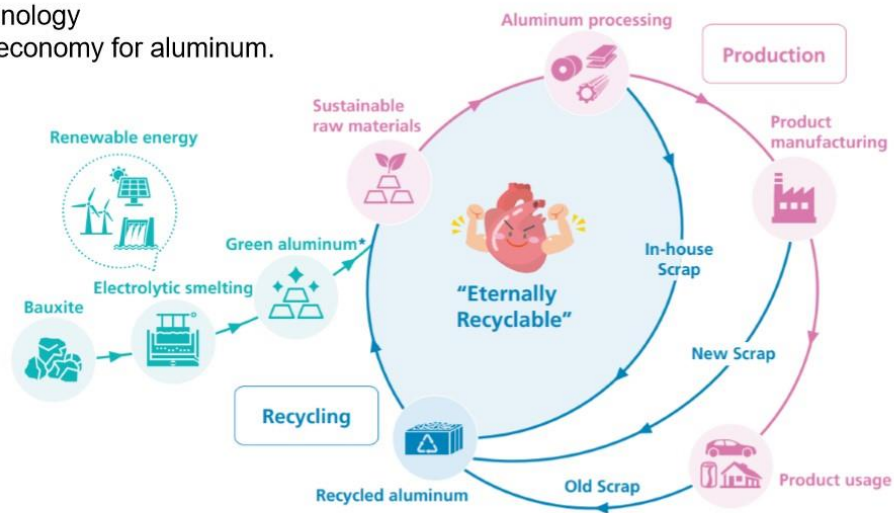 nology
economy for aluminum.
Aluminum processing
Production
Sustainable
raw materials
Product
manufacturing
Renewable energy
Green aluminum*
In-house
Scrap
Electrolytic smelting
Bauxite
“Eternally
Recyclable”
New Scrap
Recycling
Old Scrap
Product usage
Recycled aluminum